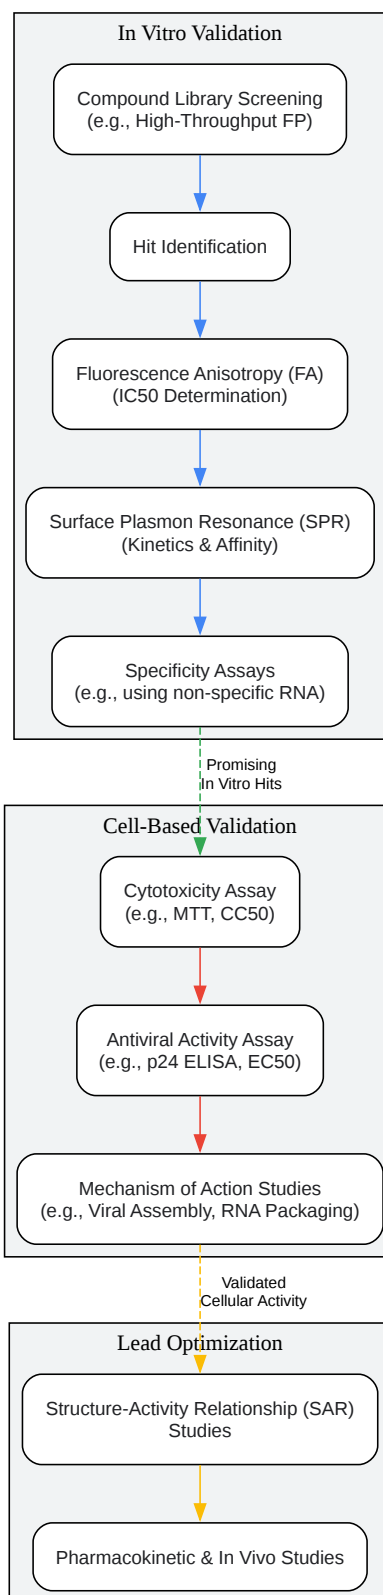 In Vitro Validation
Compound Library Screening
(e.g., High-Throughput FP)
Hit Identification
Fluorescence Anisotropy (FA)
(IC50 Determination)
Surface Plasmon Resonance (SPR)
(Kinetics & Affinity)
Specificity Assays
(e.g., using non-specific RNA)
Promising
In Vitro Hits
Cell-Based Validation
Cytotoxicity Assay
(e.g., MTT, CC50)
Antiviral Activity Assay
(e.g., p24 ELISA, EC50)
Mechanism of Action Studies
(e.g., Viral Assembly, RNA Packaging)
Validated
Cellular Activity
Lead Optimization
Structure-Activity Relationship (SAR)
Studies
Pharmacokinetic & In Vivo Studies